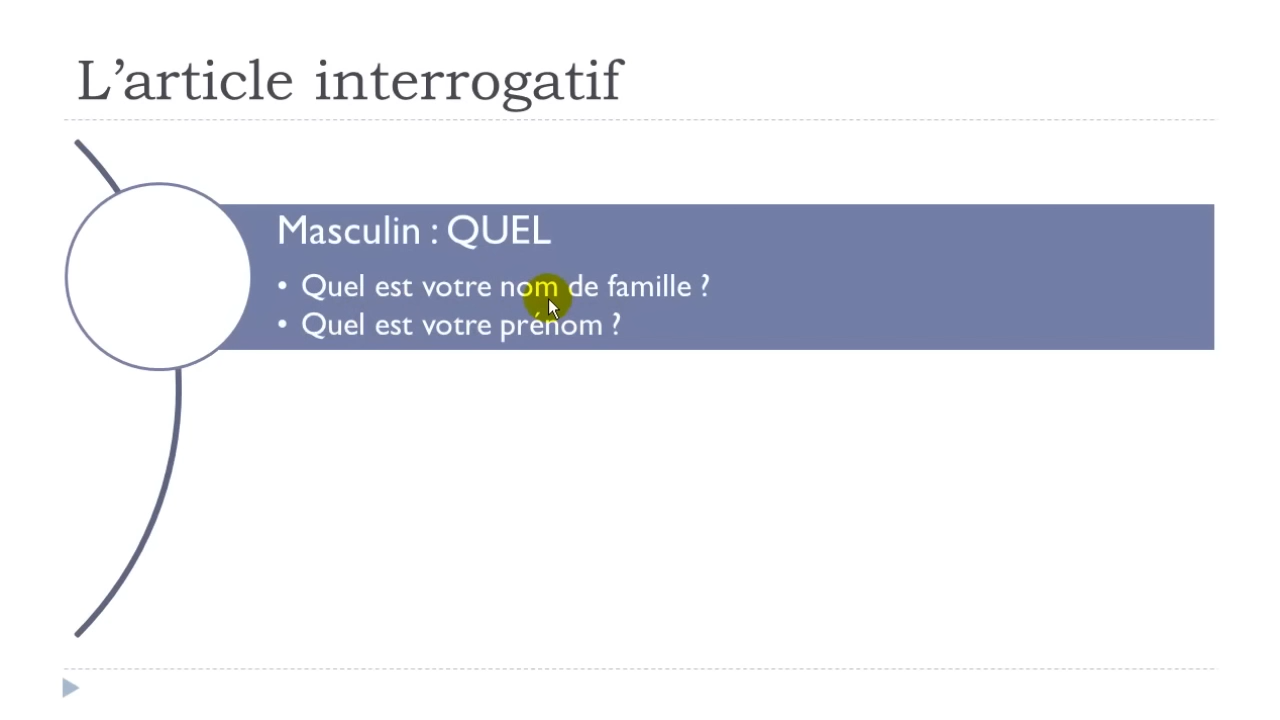 L’article interrogatif
Masculin : QUEL
• Quel est votre nom de famille ?
• Quel est votre prénom ?